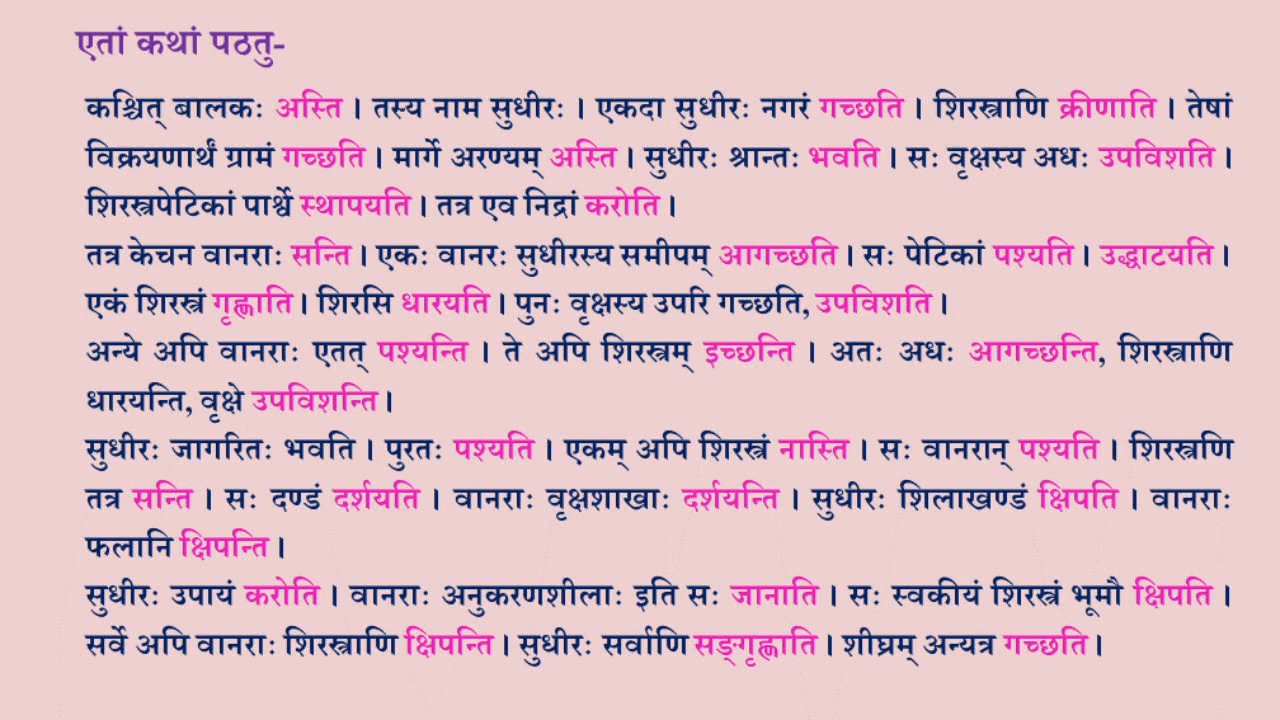 एतां कथां पठतु-
कश्चित् बालकः अस्ति । तस्य नाम सुधीरः । एकदा सुधीरः नगरं गच्छति । शिरस्त्राणि क्रीणाति । तेषां
विक्रयणार्थं ग्रामं गच्छति । मार्गे अरण्यम् अस्ति । सुधीरः श्रान्तः भवति । सः वृक्षस्य अधः उपविशति ।
शिरस्त्रपेटिकां पार्श्वे स्थापयति । तत्र एव निद्रां करोति ।
तत्र केचन वानराः सन्ति । एकः वानरः सुधीरस्य समीपम् आगच्छति । सः पेटिकां पश्यति । उद्घाटयति ।
एकं शिरस्त्रं गृह्णाति । शिरसि धारयति । पुनः वृक्षस्य उपरि गच्छति, उपविशति ।
अन्ये अपि वानराः एतत् पश्यन्ति । ते अपि शिरस्त्रम् इच्छन्ति । अतः अधः आगच्छन्ति, शिरस्त्राणि
धारयन्ति, वृक्षे उपविशन्ति ।
सुधीरः जागरितः भवति । पुरतः पश्यति । एकम् अपि शिरस्त्रं नास्ति । सः वानरान् पश्यति । शिरस्त्रणि
तत्र सन्ति । सः दण्डं दर्शयति । वानराः वृक्षशाखाः दर्शयन्ति । सुधीरः शिलाखण्डं क्षिपति । वानराः
फलानि क्षिपन्ति ।
सुधीरः उपायं करोति । वानराः अनुकरणशीलाः इति सः जानाति । सः स्वकीयं शिरस्त्रं भूमौ क्षिपति ।
सर्वे अपि वानराः शिरस्त्राणि क्षिपन्ति । सुधीरः सर्वाणि सङ्गृह्णाति । शीघ्रम् अन्यत्र गच्छति ।